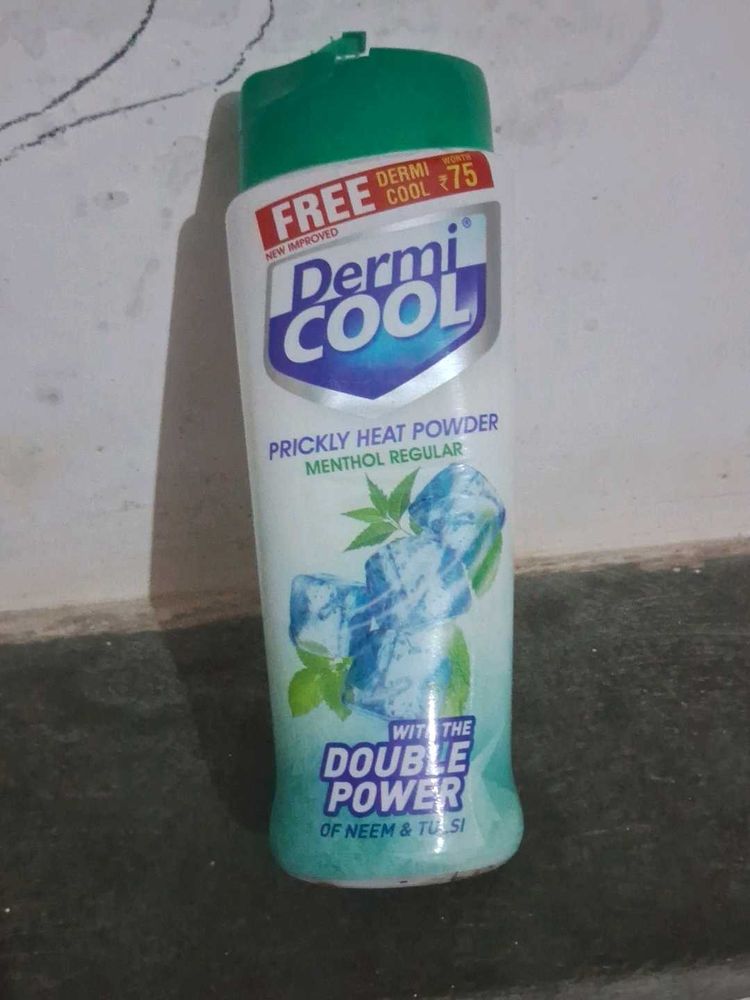 FREE DERMI COOL WORTH ₹75
NEW IMPROVED
Dermi®
COOL
PRICKLY HEAT POWDER
MENTHOL REGULAR
WITH THE
DOUBLE
POWER
OF NEEM & TULSI